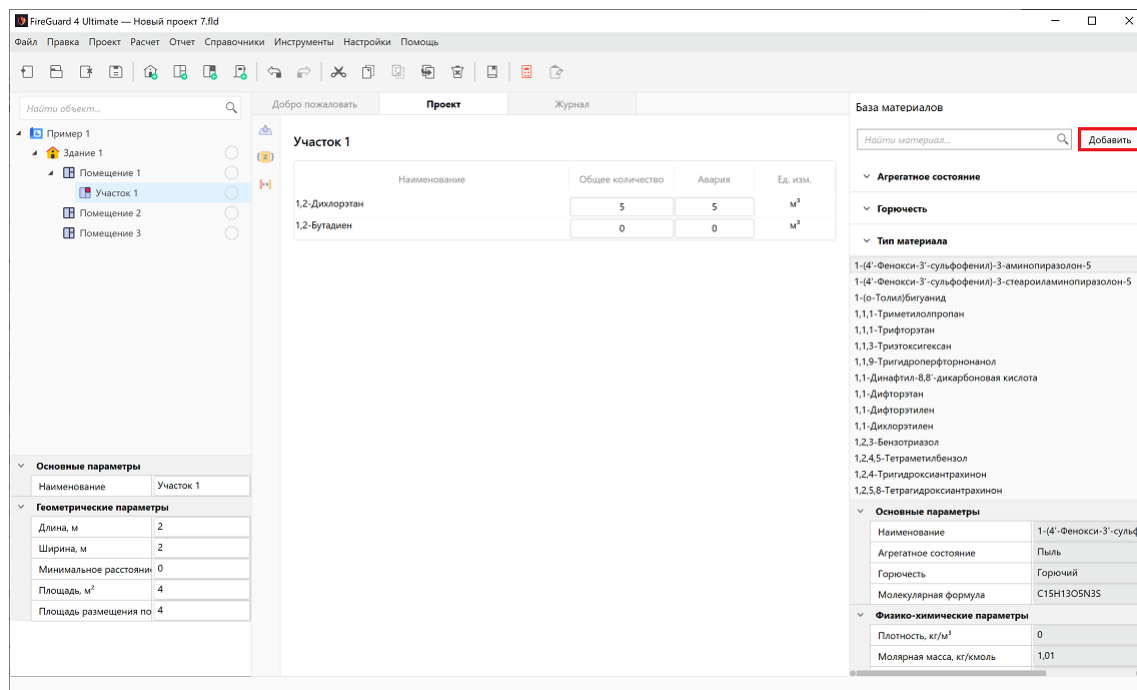 FireGuard 4 Ultimate — Новый проект 7.fld
Файл Правка Проект Расчет Отчет Справочники Инструменты Настройки Помощь
Найти объект...
Пример 1
Здание 1
Помещение 1
Участок 1
Помещение 2
Помещение 3
Основные параметры
Наименование Участок 1
Геометрические параметры
Длина, м 2
Ширина, м 2
Минимальное расстояние 0
Площадь, м² 4
Площадь размещения по 4
Добро пожаловать Проект Журнал
Участок 1
Наименование Общее количество Авария Ед. изм.
1,2-Дихлорэтан 5 5 м³
1,2-Бутадиен 0 0 м³
База материалов
Найти материал... Добавить
Агрегатное состояние
Горючесть
Тип материала
1-(4'-Фенокси-3'-сульфофенил)-3-аминопиразолон-5
1-(4'-Фенокси-3'-сульфофенил)-3-стеароиламинопиразолон-5
1-(о-Толил)бигуанид
1,1,1-Триметилолпропан
1,1,1-Трифторэтан
1,1,3-Триэтоксигексан
1,1,9-Тригидроперфторнонанол
1,1-Динафтил-8,8'-дикарбоновая кислота
1,1-Дифторэтан
1,1-Дифторэтилен
1,1-Дихлорэтилен
1,2,3-Бензотриазол
1,2,4,5-Тетраметилбензол
1,2,4-Тригидроксиантрахинон
1,2,5,8-Тетрагидроксиантрахинон
Основные параметры
Наименование 1-(4'-Фенокси-3'-сульф
Агрегатное состояние Пыль
Горючесть Горючий
Молекулярная формула C15H13O5N3S
Физико-химические параметры
Плотность, кг/м³ 0
Молярная масса, кг/кмоль 1,01